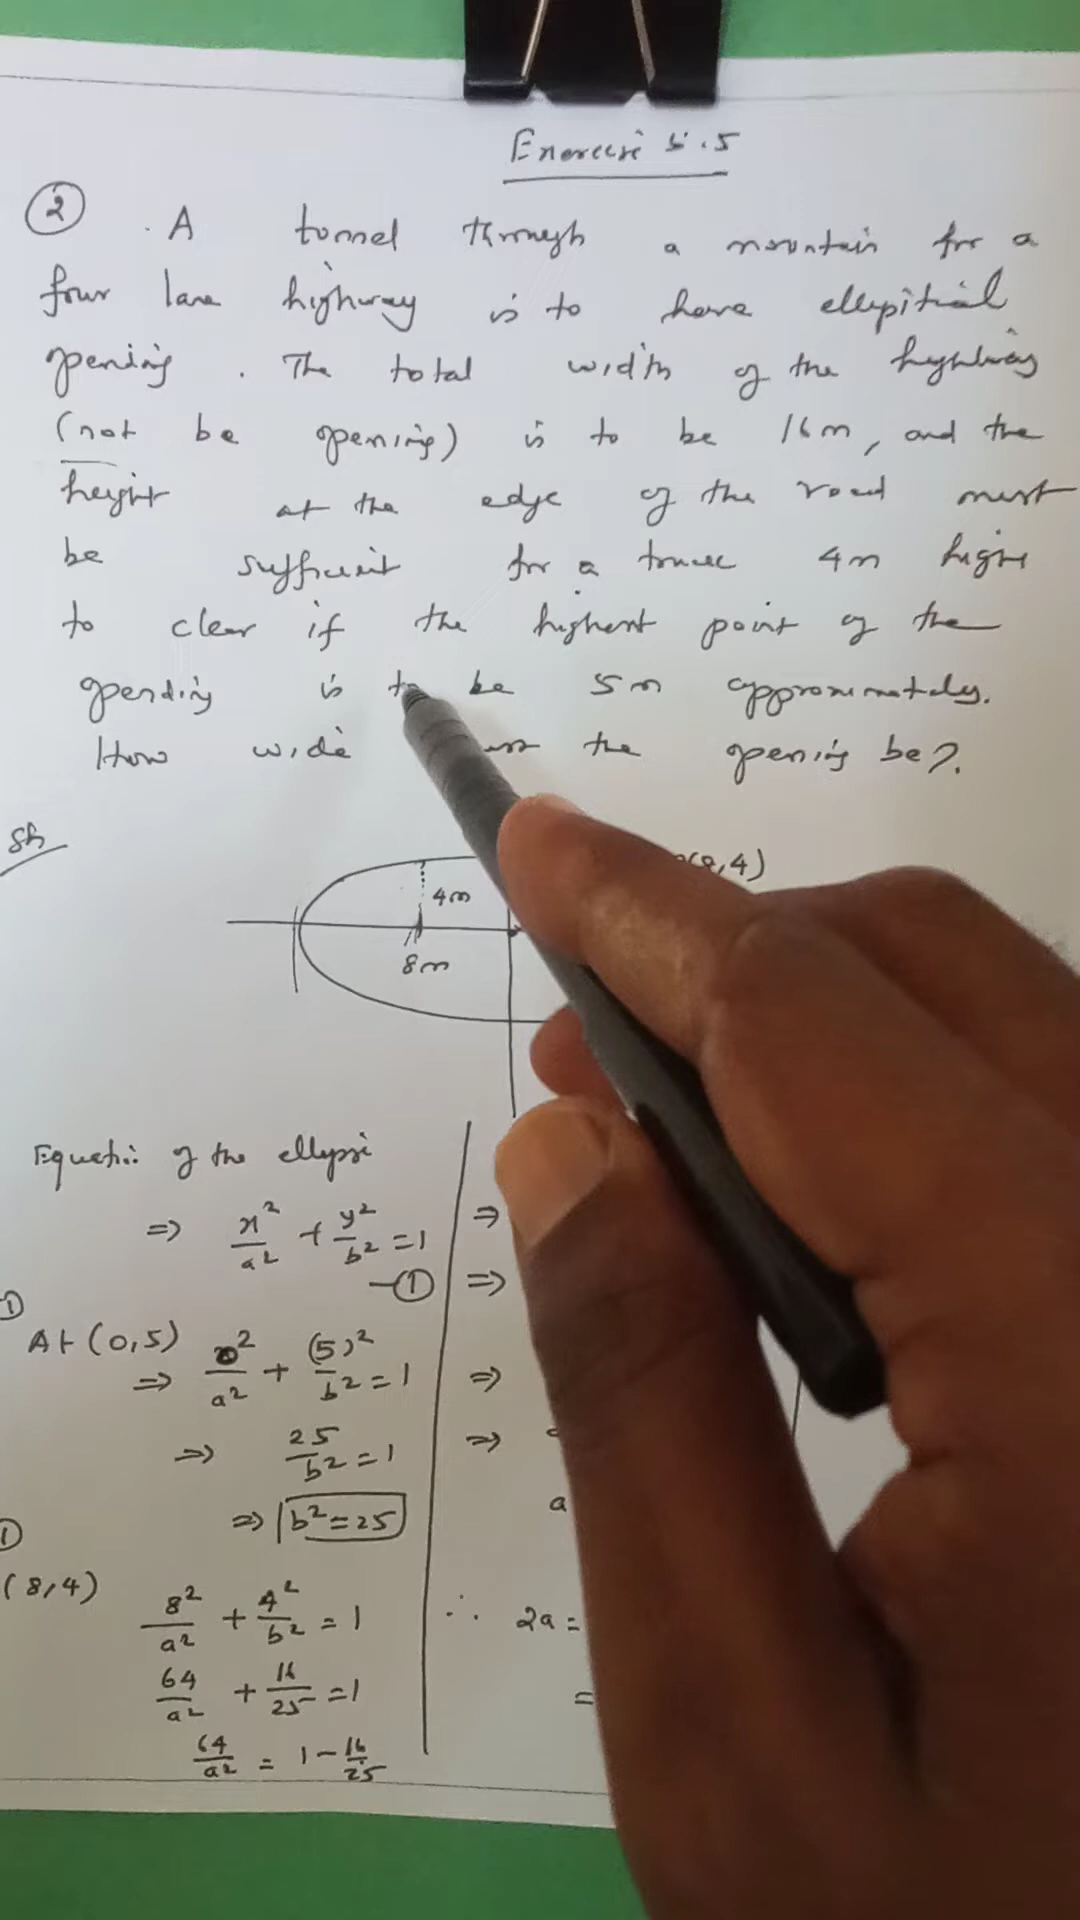 Exercise 5.5
2 . A tunnel through a mountain for a
four lane highway is to have elliptical
opening . The total width of the highway
(not be opening) is to be 16m, and the
height at the edge of the road must
be sufficient for a truck 4m high
to clear if the highest point of the
opening is to be 5m approximately.
How wide the opening be?.
4m
,4)
8m
Equation of the ellipse
=> x²/a² + y²/b² = 1
- 1
At (0,5)
=> 0²/a² + (5)²/b² = 1
=> 25/b² = 1
=> b² = 25
(8,4)
8²/a² + 4²/b² = 1
64/a² + 16/25 = 1
64/a² = 1 - 16/25
=>
=>
=>
=>
a
∴ 2a =
=